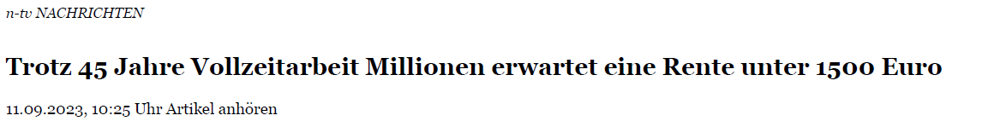 n-tv NACHRICHTEN
Trotz 45 Jahre Vollzeitarbeit Millionen erwartet eine Rente unter 1500 Euro
11.09.2023, 10:25 Uhr Artikel anhören